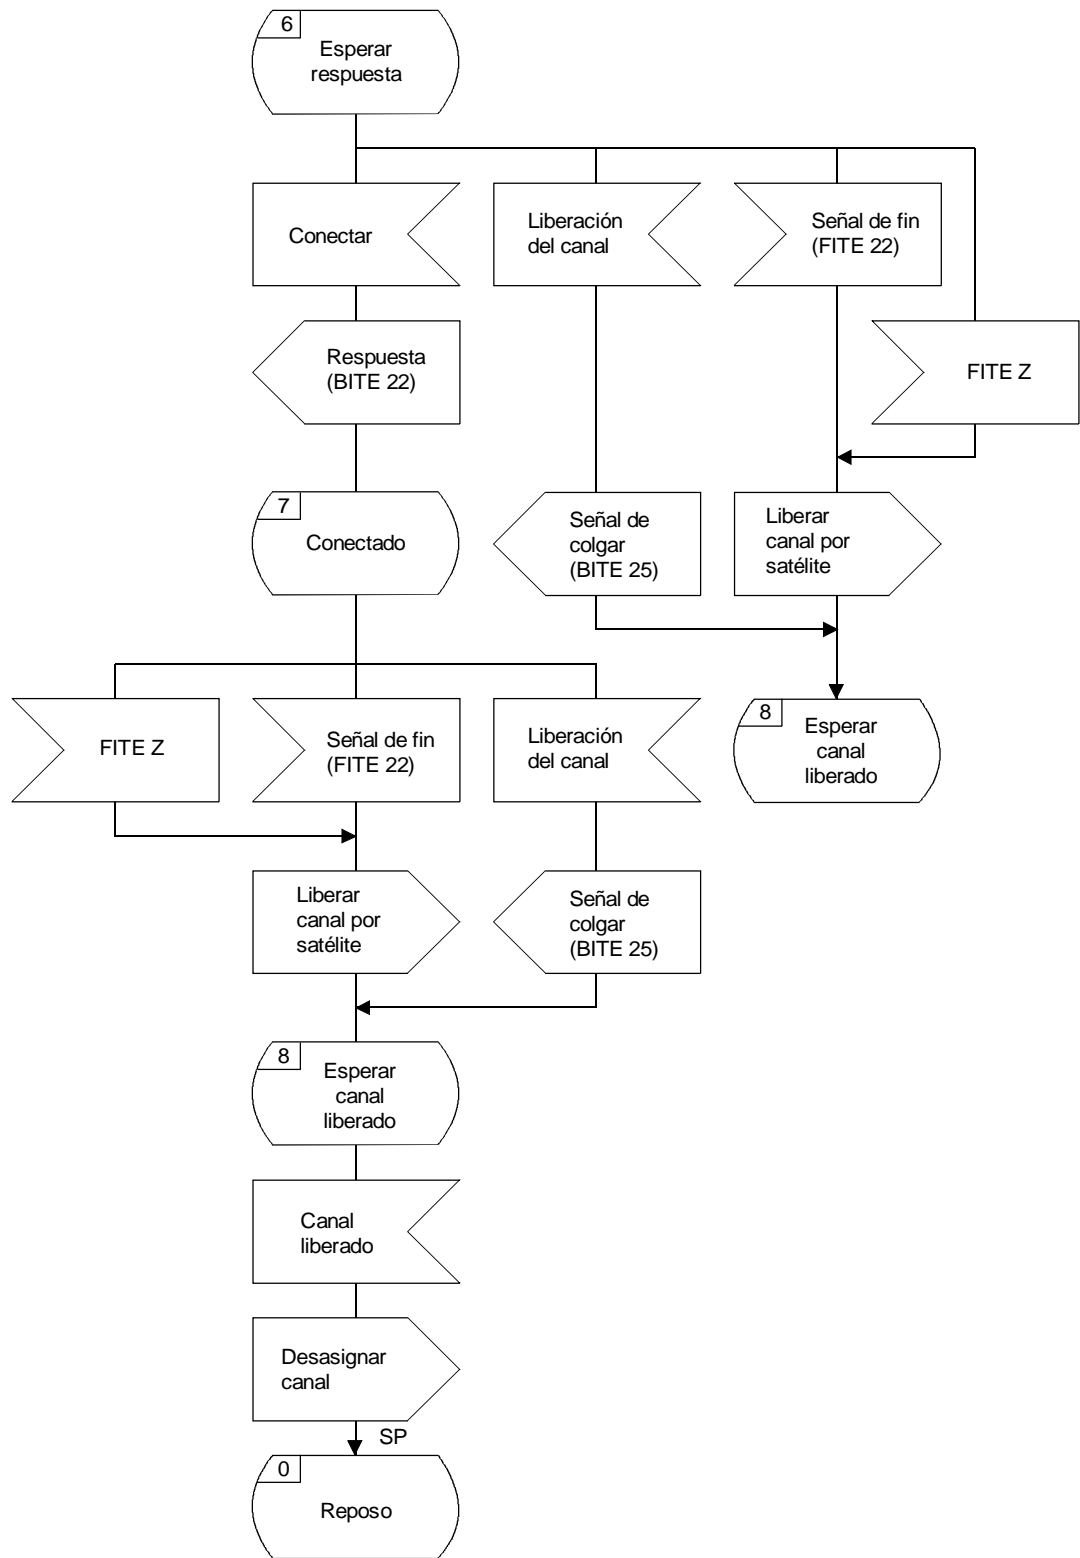 6
Esperar
respuesta
Conectar
Liberación
del canal
Señal de fin
(FITE 22)
Respuesta
(BITE 22)
FITE Z
7
Conectado
Señal de
colgar
(BITE 25)
Liberar
canal por
satélite
FITE Z
Señal de fin
(FITE 22)
Liberación
del canal
8
Esperar
canal
liberado
Liberar
canal por
satélite
Señal de
colgar
(BITE 25)
8
Esperar
canal
liberado
Canal
liberado
Desasignar
canal
SP
0
Reposo